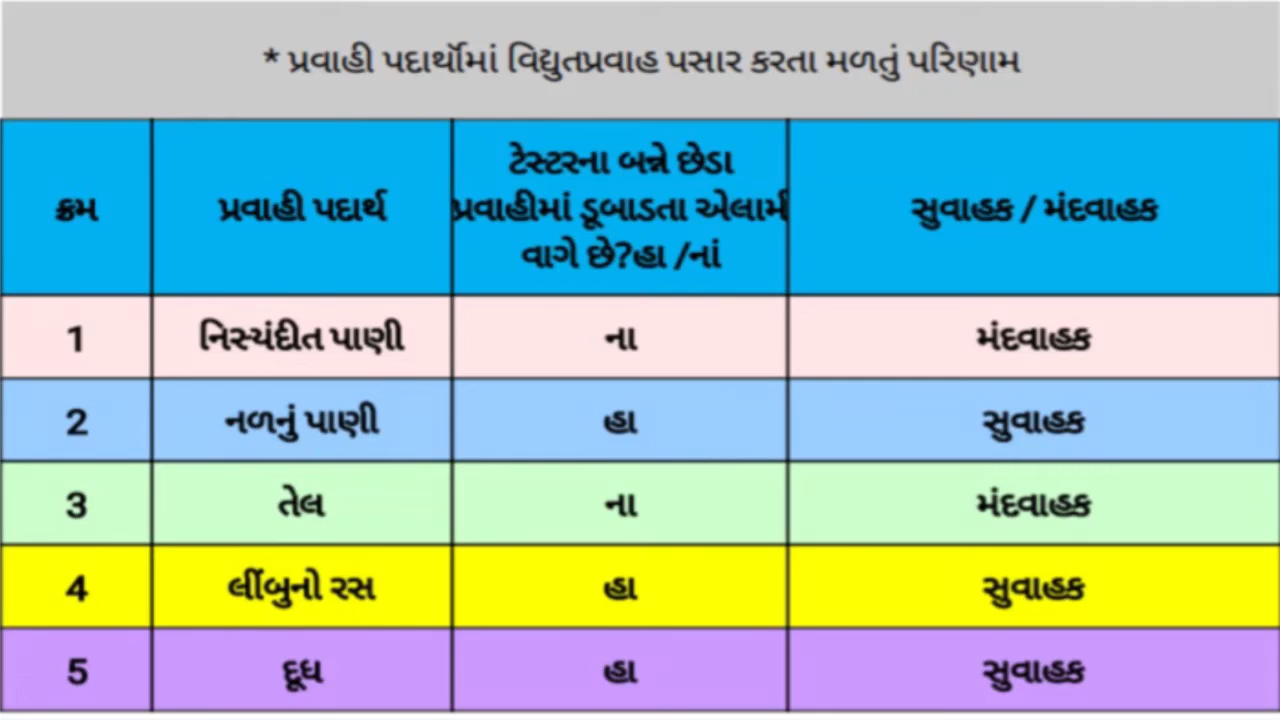 * પ્રવાહી પદાર્થોમાં વિદ્યુતપ્રવાહ પસાર કરતા મળતું પરિણામ
ક્રમ
પ્રવાહી પદાર્થ
ટેસ્ટરના બન્ને છેડા
પ્રવાહીમાં ડૂબાડતા એલાર્મ
વાગે છે?હા /નાં
સુવાહક / મંદવાહક
1 નિસ્યંદીત પાણી ના મંદવાહક
2 નળનું પાણી હા સુવાહક
3 તેલ ના મંદવાહક
4 લીંબુનો રસ હા સુવાહક
5 દૂધ હા સુવાહક